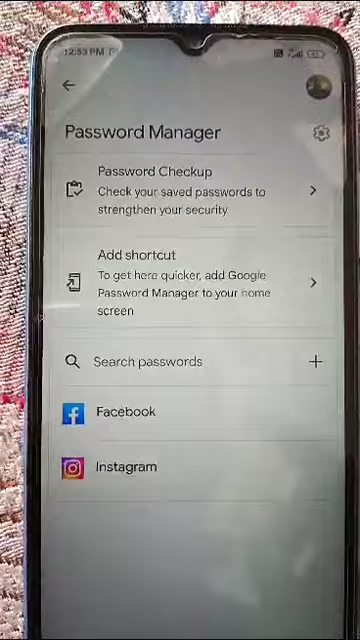 12:53 PM
Password Manager
Password Checkup
Check your saved passwords to
strengthen your security
Add shortcut
To get here quicker, add Google
Password Manager to your home
screen
Search passwords
Facebook
Instagram